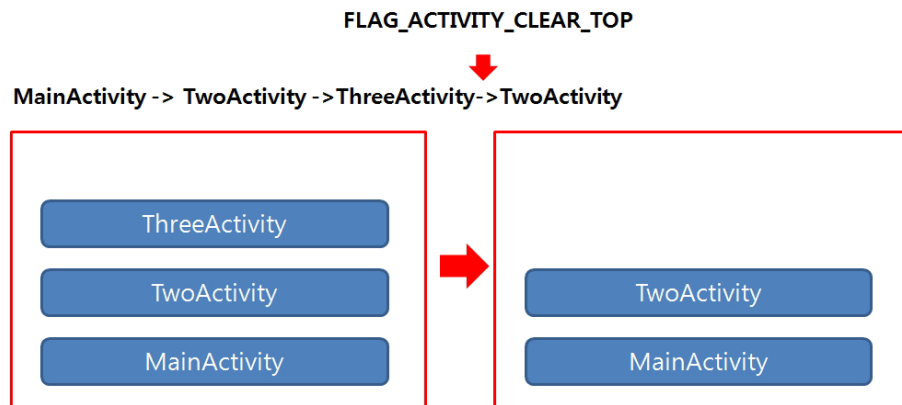 FLAG_ACTIVITY_CLEAR_TOP
MainActivity -> TwoActivity ->ThreeActivity->TwoActivity
ThreeActivity
TwoActivity
MainActivity
TwoActivity
MainActivity